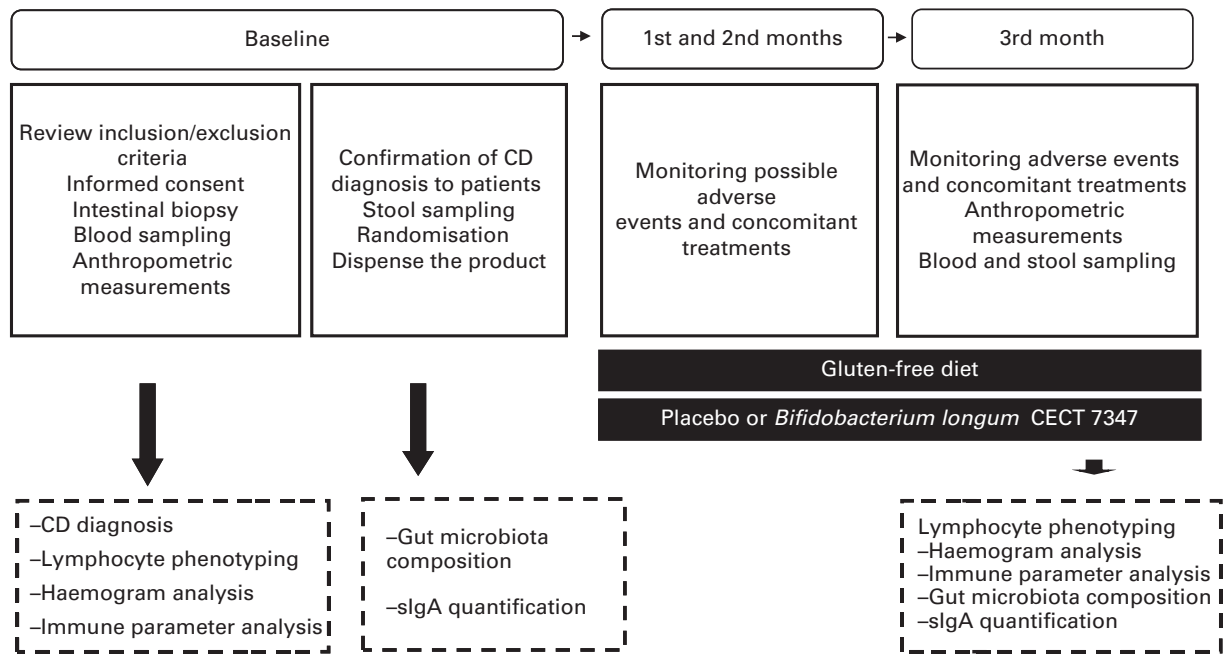 Baseline
1st and 2nd months
3rd month
Review inclusion/exclusion
criteria
Informed consent
Intestinal biopsy
Blood sampling
Anthropometric
measurements
Confirmation of CD
diagnosis to patients
Stool sampling
Randomisation
Dispense the product
Monitoring possible
adverse
events and concomitant
treatments
Monitoring adverse events
and concomitant treatments
Anthropometric
measurements
Blood and stool sampling
Gluten-free diet
Placebo or Bifidobacterium longum CECT 7347
–CD diagnosis
–Lymphocyte phenotyping
–Haemogram analysis
–Immune parameter analysis
–Gut microbiota
composition
–sIgA quantification
Lymphocyte phenotyping
–Haemogram analysis
–Immune parameter analysis
–Gut microbiota composition
–sIgA quantification